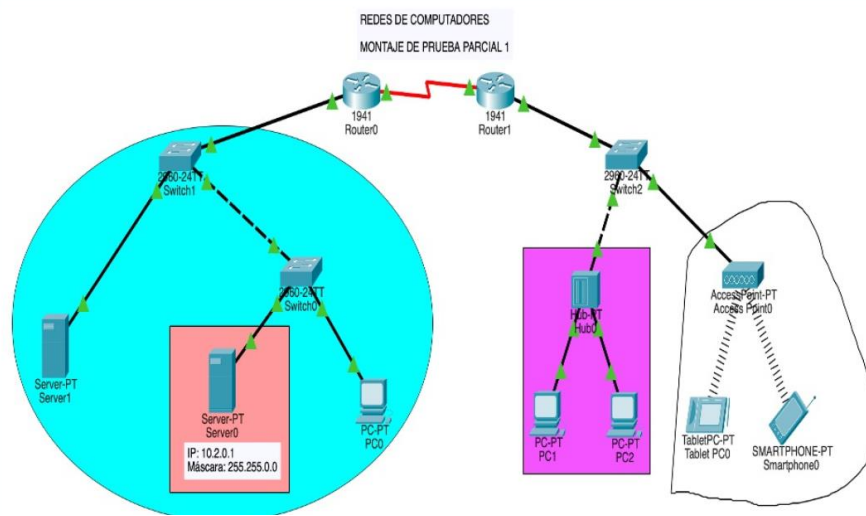 REDES DE COMPUTADORES
MONTAJE DE PRUEBA PARCIAL 1
1941
Router0
1941
Router1
2960-24TT
Switch1
2960-24TT
Switch2
2960-24TT
Switch0
Hub-PT
Hub0
AccessPoint-PT
Access Point0
Server-PT
Server1
Server-PT
Server0
IP: 10.2.0.1
Máscara: 255.255.0.0
PC-PT
PC0
PC-PT
PC1
PC-PT
PC2
TabletPC-PT
Tablet PC0
SMARTPHONE-PT
Smartphone0